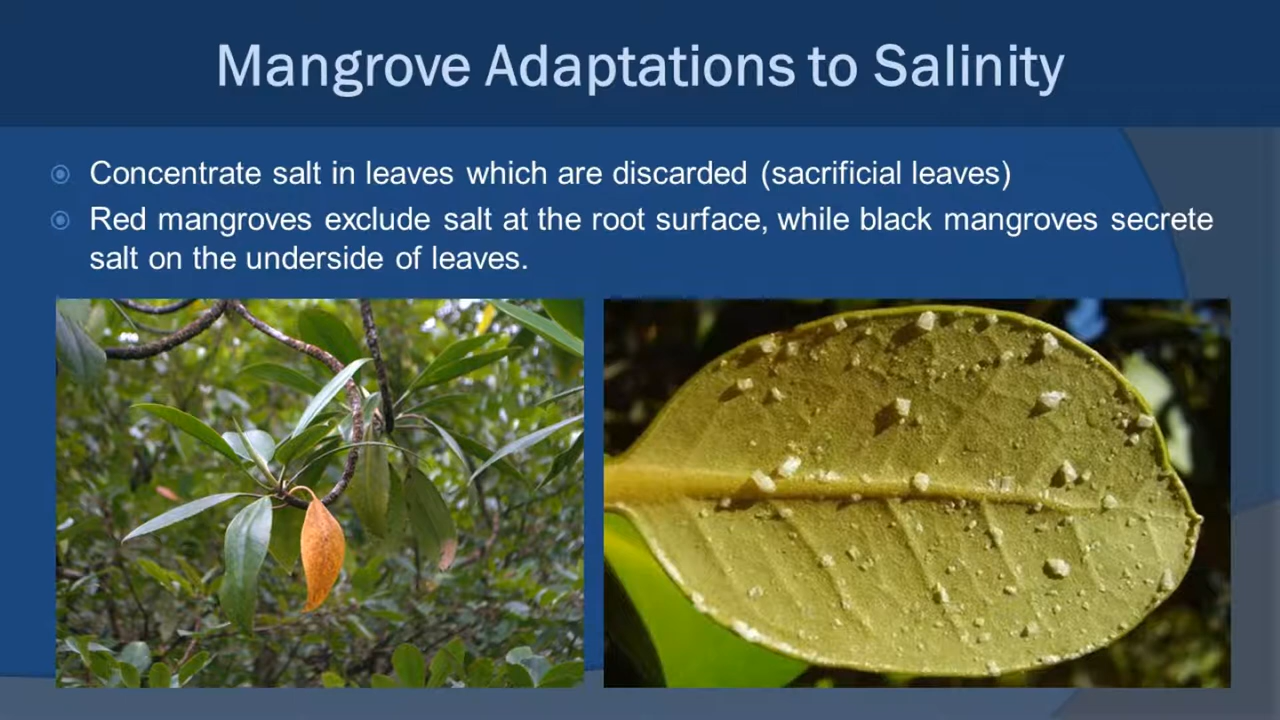 Mangrove Adaptations to Salinity
Concentrate salt in leaves which are discarded (sacrificial leaves)
Red mangroves exclude salt at the root surface, while black mangroves secrete
salt on the underside of leaves.